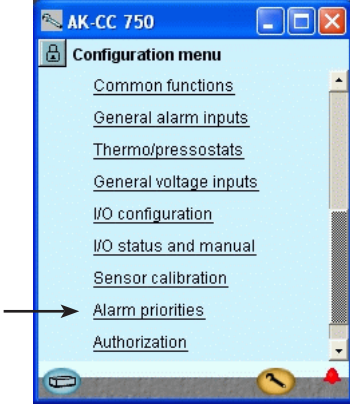 AK-CC 750
Configuration menu
Common functions
General alarm inputs
Thermo/pressostats
General voltage inputs
I/O configuration
I/O status and manual
Sensor calibration
Alarm priorities
Authorization